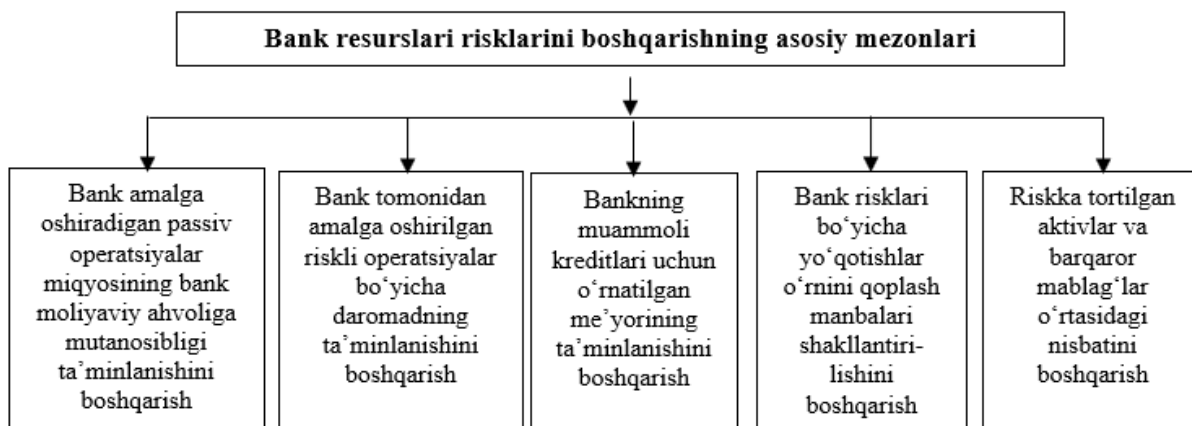 Bank resurslari risklarini boshqarishning asosiy mezonlari
Bank amalga
oshiradigan passiv
operatsiyalar
miqyosining bank
moliyaviy ahvoliga
mutanosibligi
ta’minlanishini
boshqarish
Bank tomonidan
amalga oshirilgan
riskli operatsiyalar
bo‘yicha
daromadning
ta’minlanishini
boshqarish
Bankning
muammoli
kreditlari uchun
o‘rnatilgan
me’yorining
ta’minlanishini
boshqarish
Bank risklari
bo‘yicha
yo‘qotishlar
o‘rnini qoplash
manbalari
shakllantiri-
lishini
boshqarish
Riskka tortilgan
aktivlar va
barqaror
mablag‘lar
o‘rtasidagi
nisbatini
boshqarish